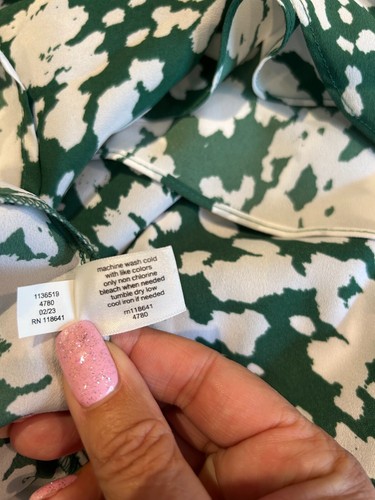 1136519
4780
02/23
RN 118641
machine wash cold
with like colors
only non chlorine
bleach when needed
tumble dry low
cool iron if needed
rn118641
4780